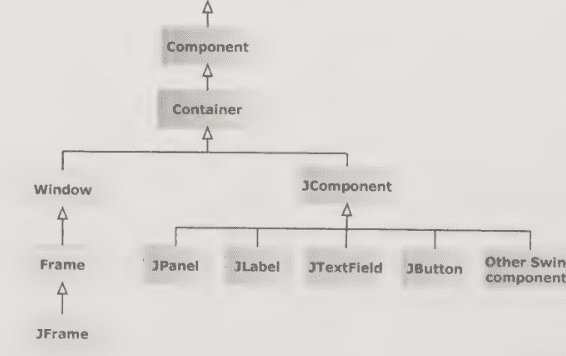 Component
Container
Window
JComponent
Frame
JPanel
JLabel
JTextField
JButton
Other Swin
component
JFrame